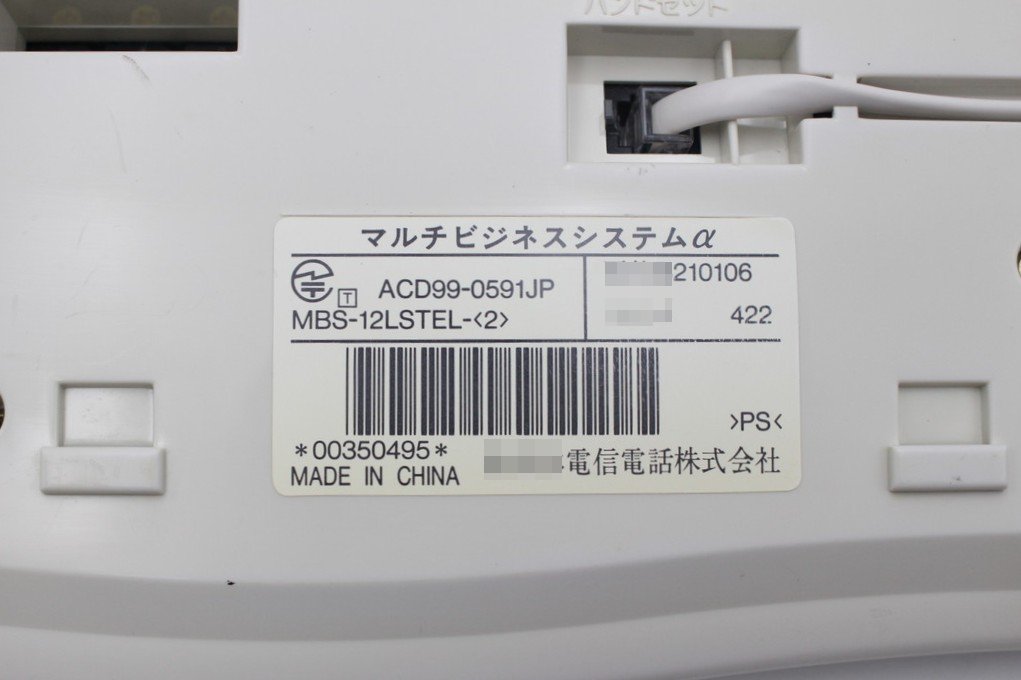 ハンドセット
マルチビジネスシステムα
T ACD99-0591JP
MBS-12LSTEL-<2>
210106
422
>PS<
*00350495*
電信電話株式会社
MADE IN CHINA